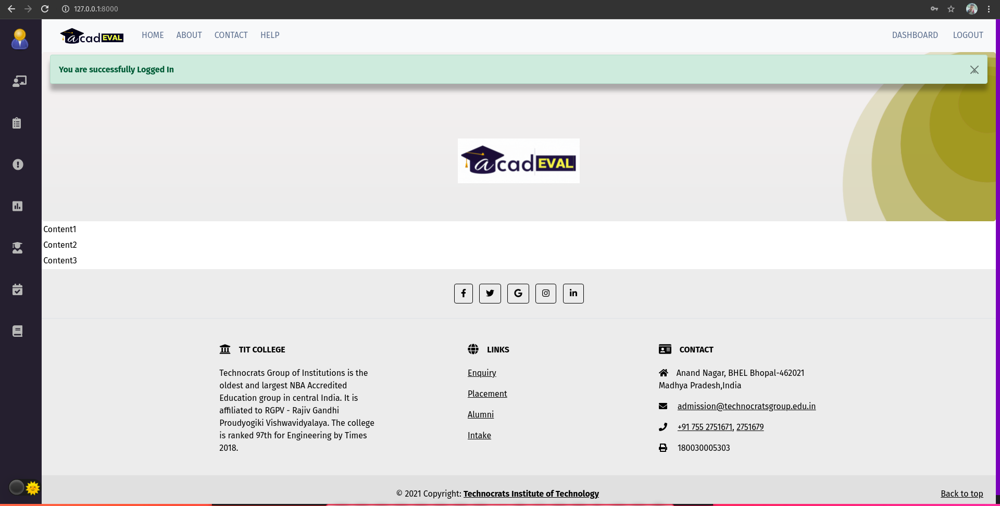 127.0.0.1:8000
acadEVAL
HOME ABOUT CONTACT HELP
DASHBOARD LOGOUT
You are successfully Logged In
acadEVAL
Content1
Content2
Content3
TIT COLLEGE
Technocrats Group of Institutions is the
oldest and largest NBA Accredited
Education group in central India. It is
affiliated to RGPV - Rajiv Gandhi
Proudyogiki Vishwavidyalaya. The college
is ranked 97th for Engineering by Times
2018.
LINKS
Enquiry
Placement
Alumni
Intake
CONTACT
Anand Nagar, BHEL Bhopal-462021
Madhya Pradesh,India
admission@technocratsgroup.edu.in
+91 755 2751671, 2751679
180030005303
© 2021 Copyright: Technocrats Institute of Technology
Back to top